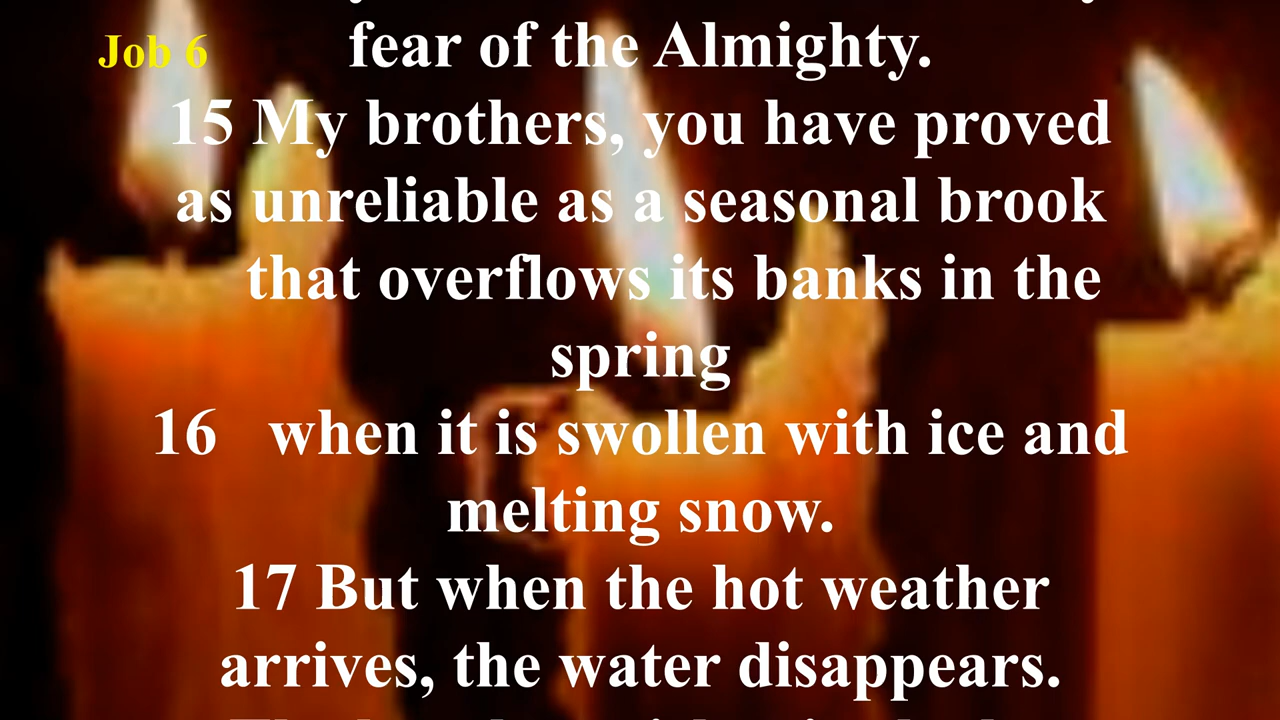 Job 6
fear of the Almighty.
15 My brothers, you have proved
as unreliable as a seasonal brook
that overflows its banks in the
spring
16 when it is swollen with ice and
melting snow.
17 But when the hot weather
arrives, the water disappears.